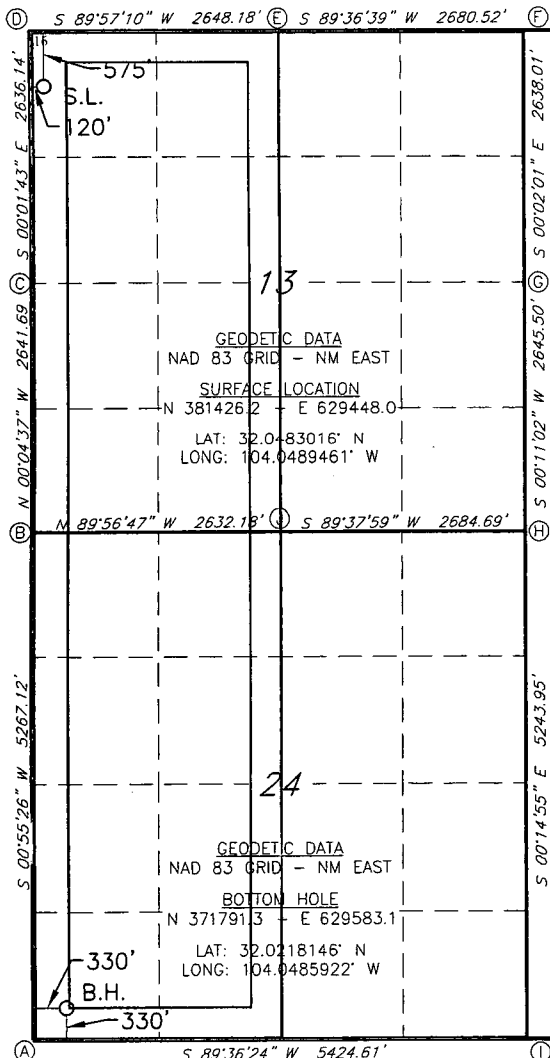 D S 89°57'10" W 2648.18' E S 89°36'39" W 2680.52' F
16
575'
S.L.
120'
S 00°01'43" E 2636.14'
S 00°02'01" E 2638.01'
C 13 G
N 00°04'37" W 2641.69
S 00°11'02" W 2645.50'
GEODETIC DATA
NAD 83 GRID - NM EAST
SURFACE LOCATION
N 381426.2 - E 629448.0
LAT: 32.0483016° N
LONG: 104.0489461° W
B N 89°56'47" W 2632.18' J S 89°37'59" W 2684.69' H
S 00°55'26" W 5267.12'
S 00°14'55" E 5243.95'
24
GEODETIC DATA
NAD 83 GRID - NM EAST
BOTTOM HOLE
N 371791.3 - E 629583.1
LAT: 32.0218146° N
LONG: 104.0485922° W
330'
B.H.
330'
A S 89°36'24" W 5424.61' I